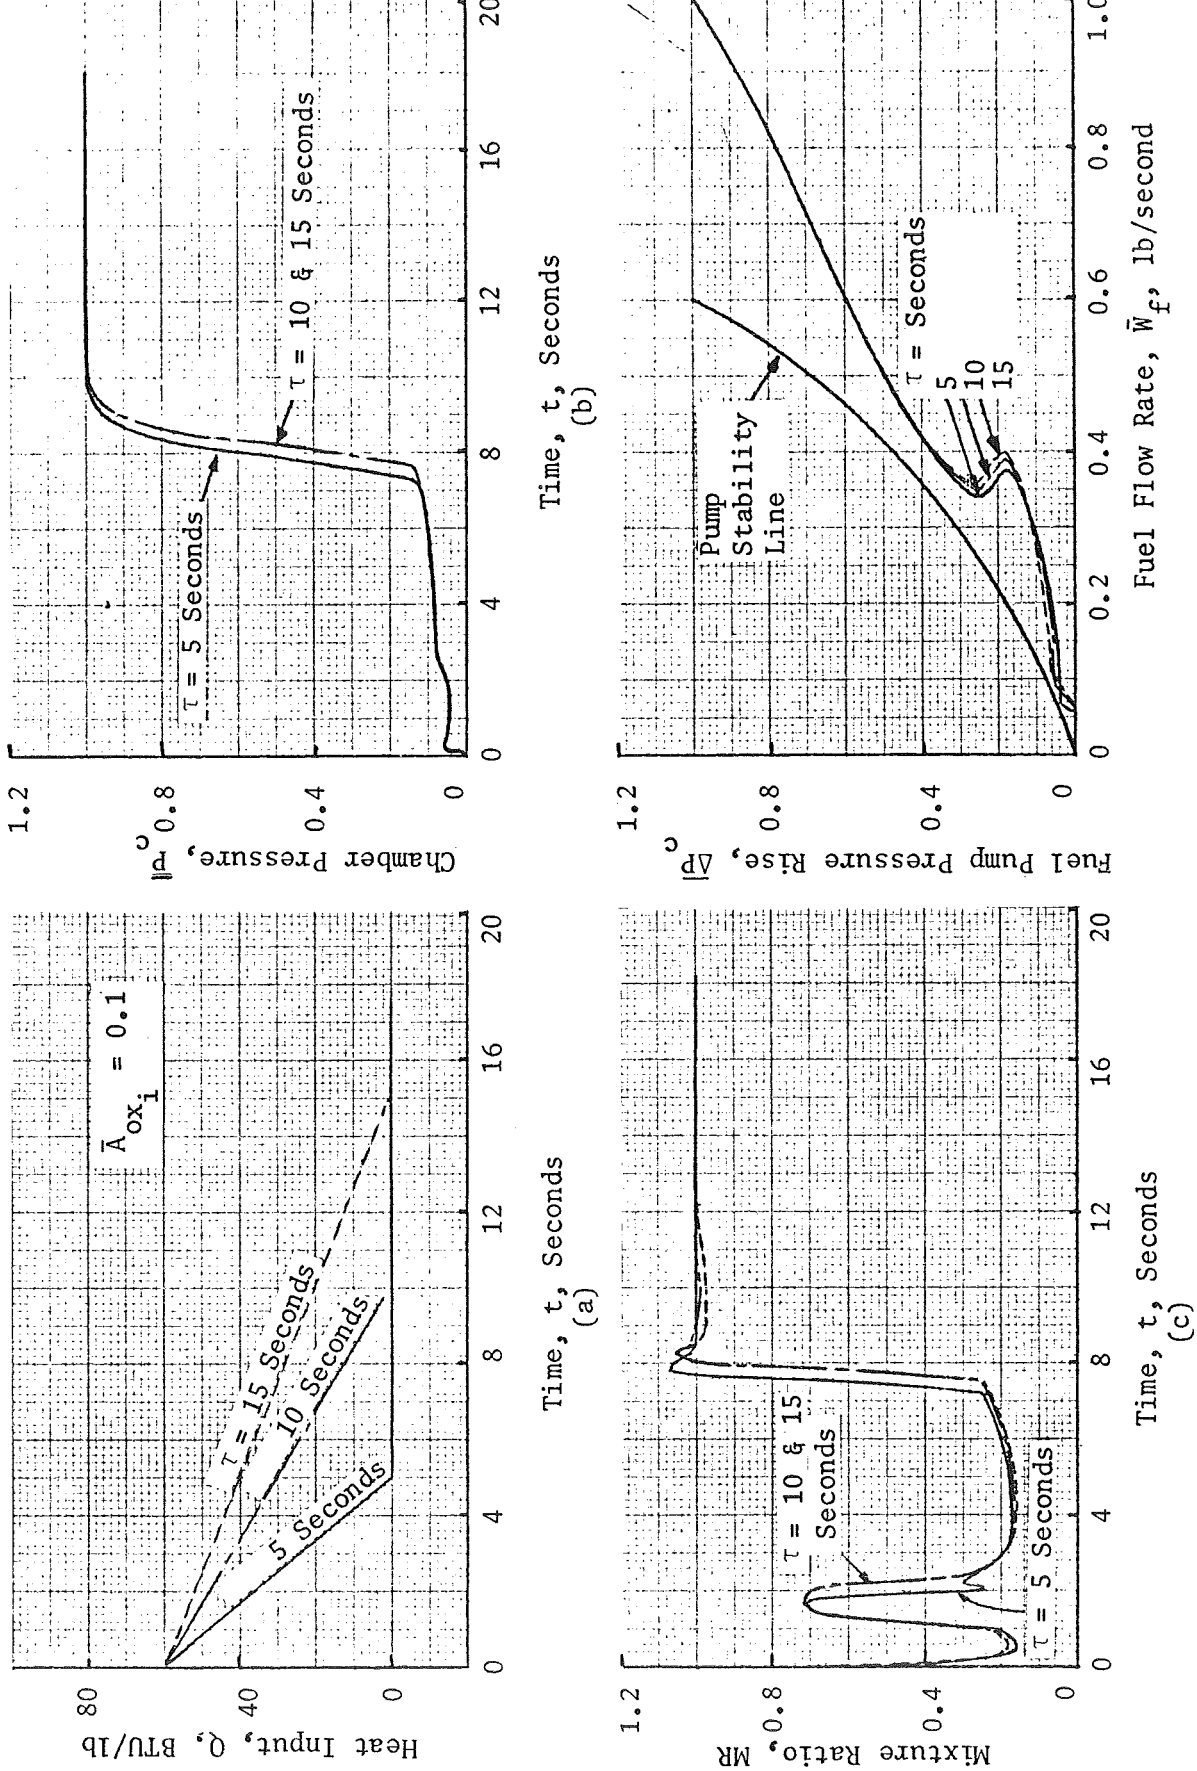 80
40
0
Heat Input, Q, BTU/lb
Ā_ox_i = 0.1
τ = 15 Seconds
10 Seconds
5 Seconds
0
4
8
12
16
20
Time, t, Seconds
(a)
1.2
0.8
0.4
0
Chamber Pressure, P̿_c
τ = 5 Seconds
τ = 10 & 15 Seconds
0
4
8
12
16
20
Time, t, Seconds
(b)
1.2
0.8
0.4
0
Mixture Ratio, MR
τ = 10 & 15
Seconds
τ = 5 Seconds
0
4
8
12
16
20
Time, t, Seconds
(c)
1.2
0.8
0.4
0
Fuel Pump Pressure Rise, Δ̅P̅_c
Pump
Stability
Line
τ = Seconds
5
10
15
0
0.2
0.4
0.6
0.8
1.0
Fuel Flow Rate, W̄_f, lb/second